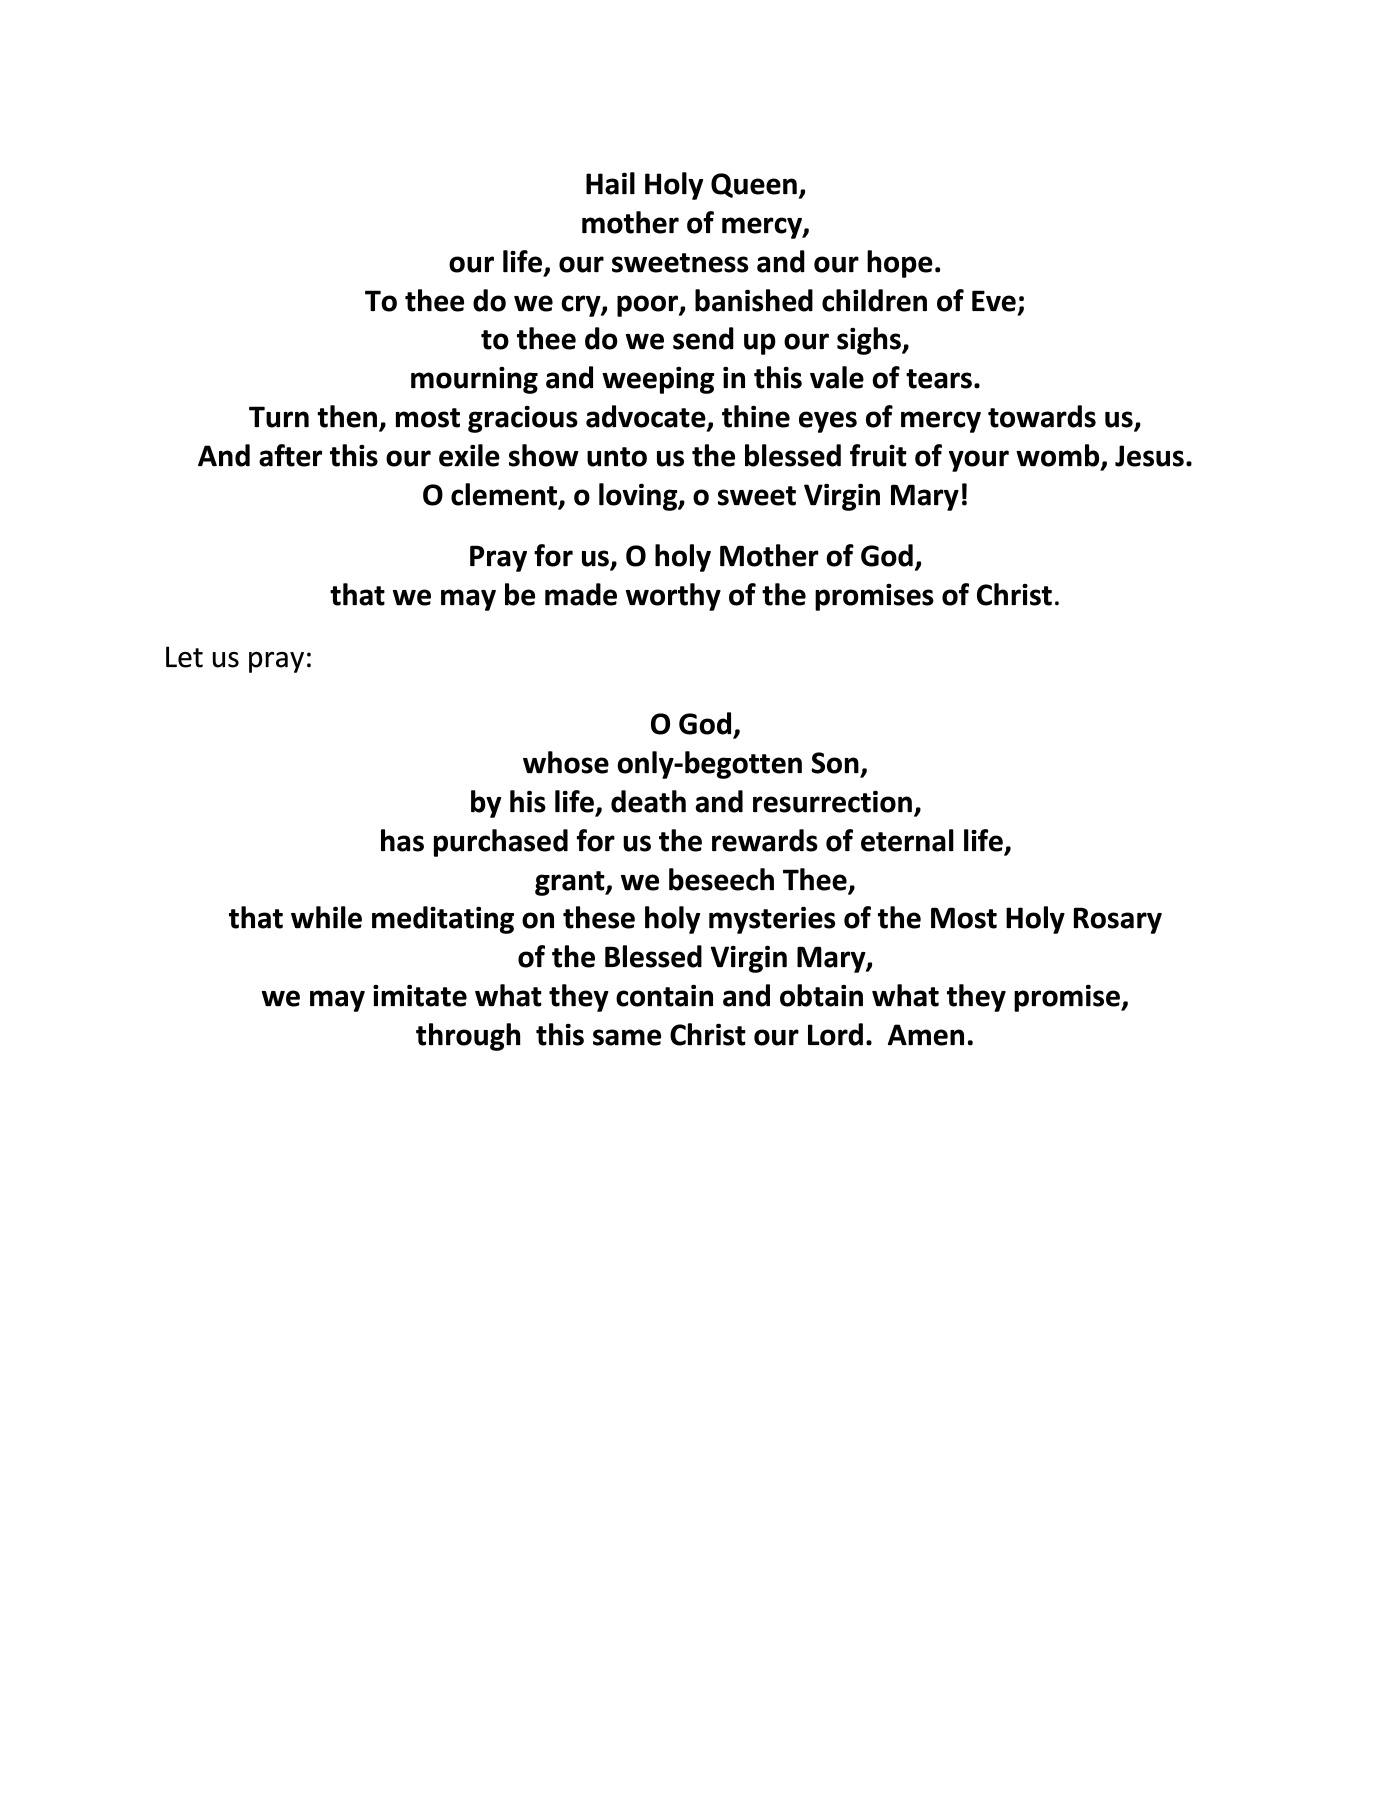 Hail Holy Queen,
mother of mercy,
our life, our sweetness and our hope.
To thee do we cry, poor, banished children of Eve;
to thee do we send up our sighs,
mourning and weeping in this vale of tears.
Turn then, most gracious advocate, thine eyes of mercy towards us,
And after this our exile show unto us the blessed fruit of your womb, Jesus.
O clement, o loving, o sweet Virgin Mary!
Pray for us, O holy Mother of God,
that we may be made worthy of the promises of Christ.
Let us pray:
O God,
whose only-begotten Son,
by his life, death and resurrection,
has purchased for us the rewards of eternal life,
grant, we beseech Thee,
that while meditating on these holy mysteries of the Most Holy Rosary
of the Blessed Virgin Mary,
we may imitate what they contain and obtain what they promise,
through  this same Christ our Lord.  Amen.